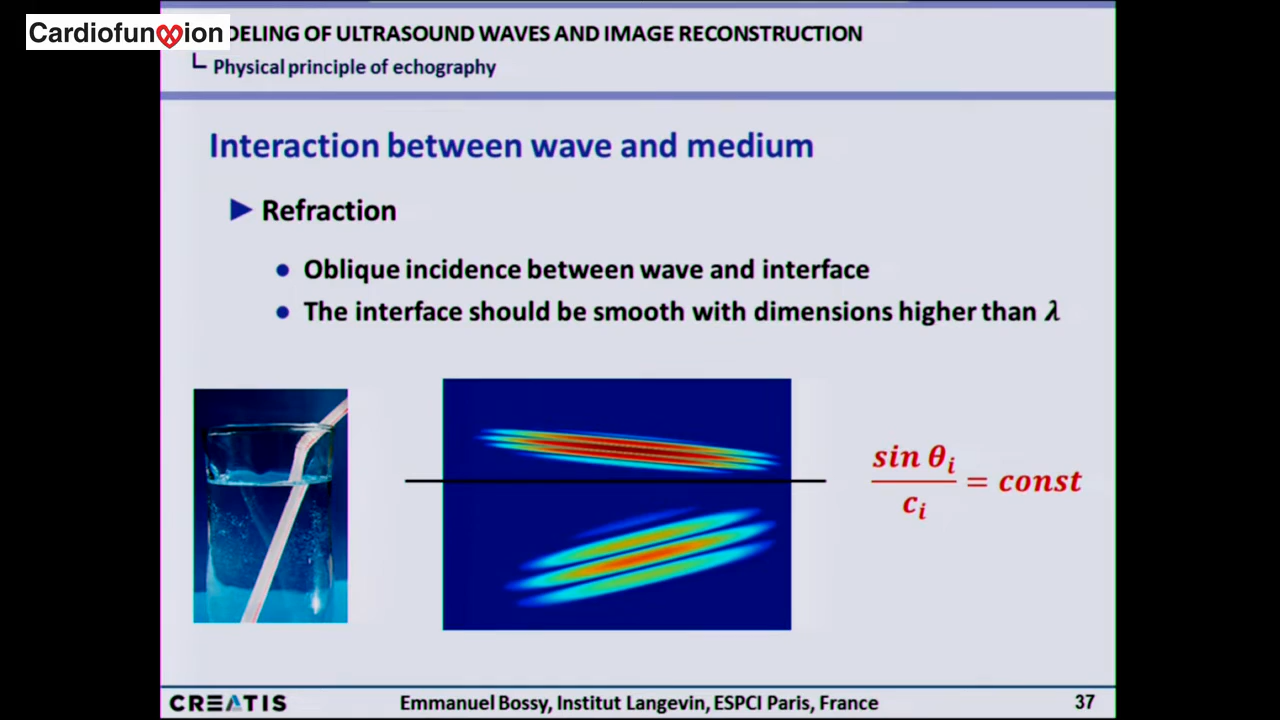 Cardiofunxion
DELING OF ULTRASOUND WAVES AND IMAGE RECONSTRUCTION
Physical principle of echography
Interaction between wave and medium
Refraction
Oblique incidence between wave and interface
The interface should be smooth with dimensions higher than λ
sin θᵢ / cᵢ = const
CREATIS Emmanuel Bossy, Institut Langevin, ESPCI Paris, France 37